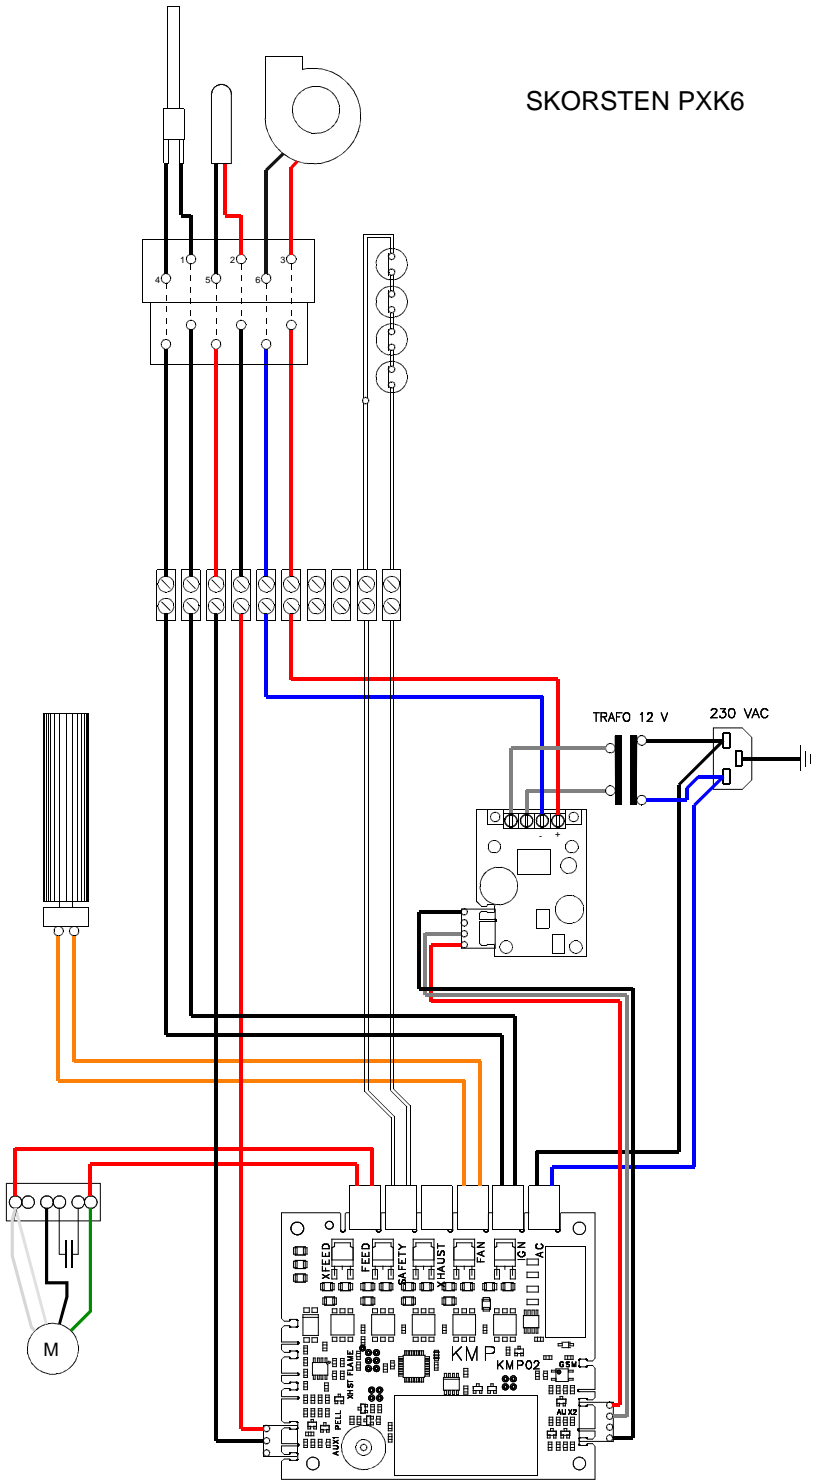 SKORSTEN PXK6
1
2
3
4
5
6
TRAFO 12 V
230 VAC
- +
M
XFEED
FEED
SAFETY
XHAUST
FAN
IGN
AC
KMP
KMP02
GSM
XHST FLAME
AUX1 PELL
AUX2